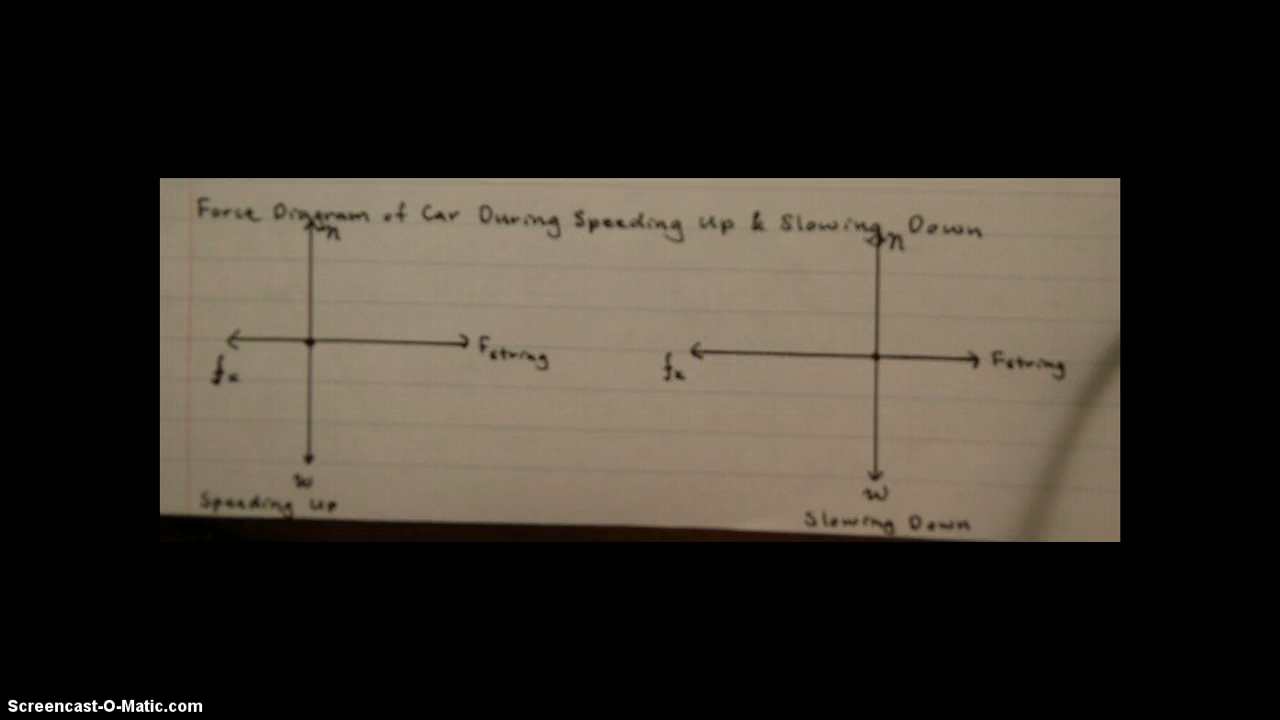 Force Diagram of Car During Speeding Up & Slowing Down
n
n
Fstring
fk
Fstring
fk
w
w
Speeding Up
Slowing Down
Screencast-O-Matic.com